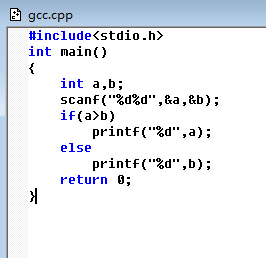 gcc.cpp
#include<stdio.h>
int main()
{
    int a,b;
    scanf("%d%d",&a,&b);
    if(a>b)
        printf("%d",a);
    else
        printf("%d",b);
    return 0;
}